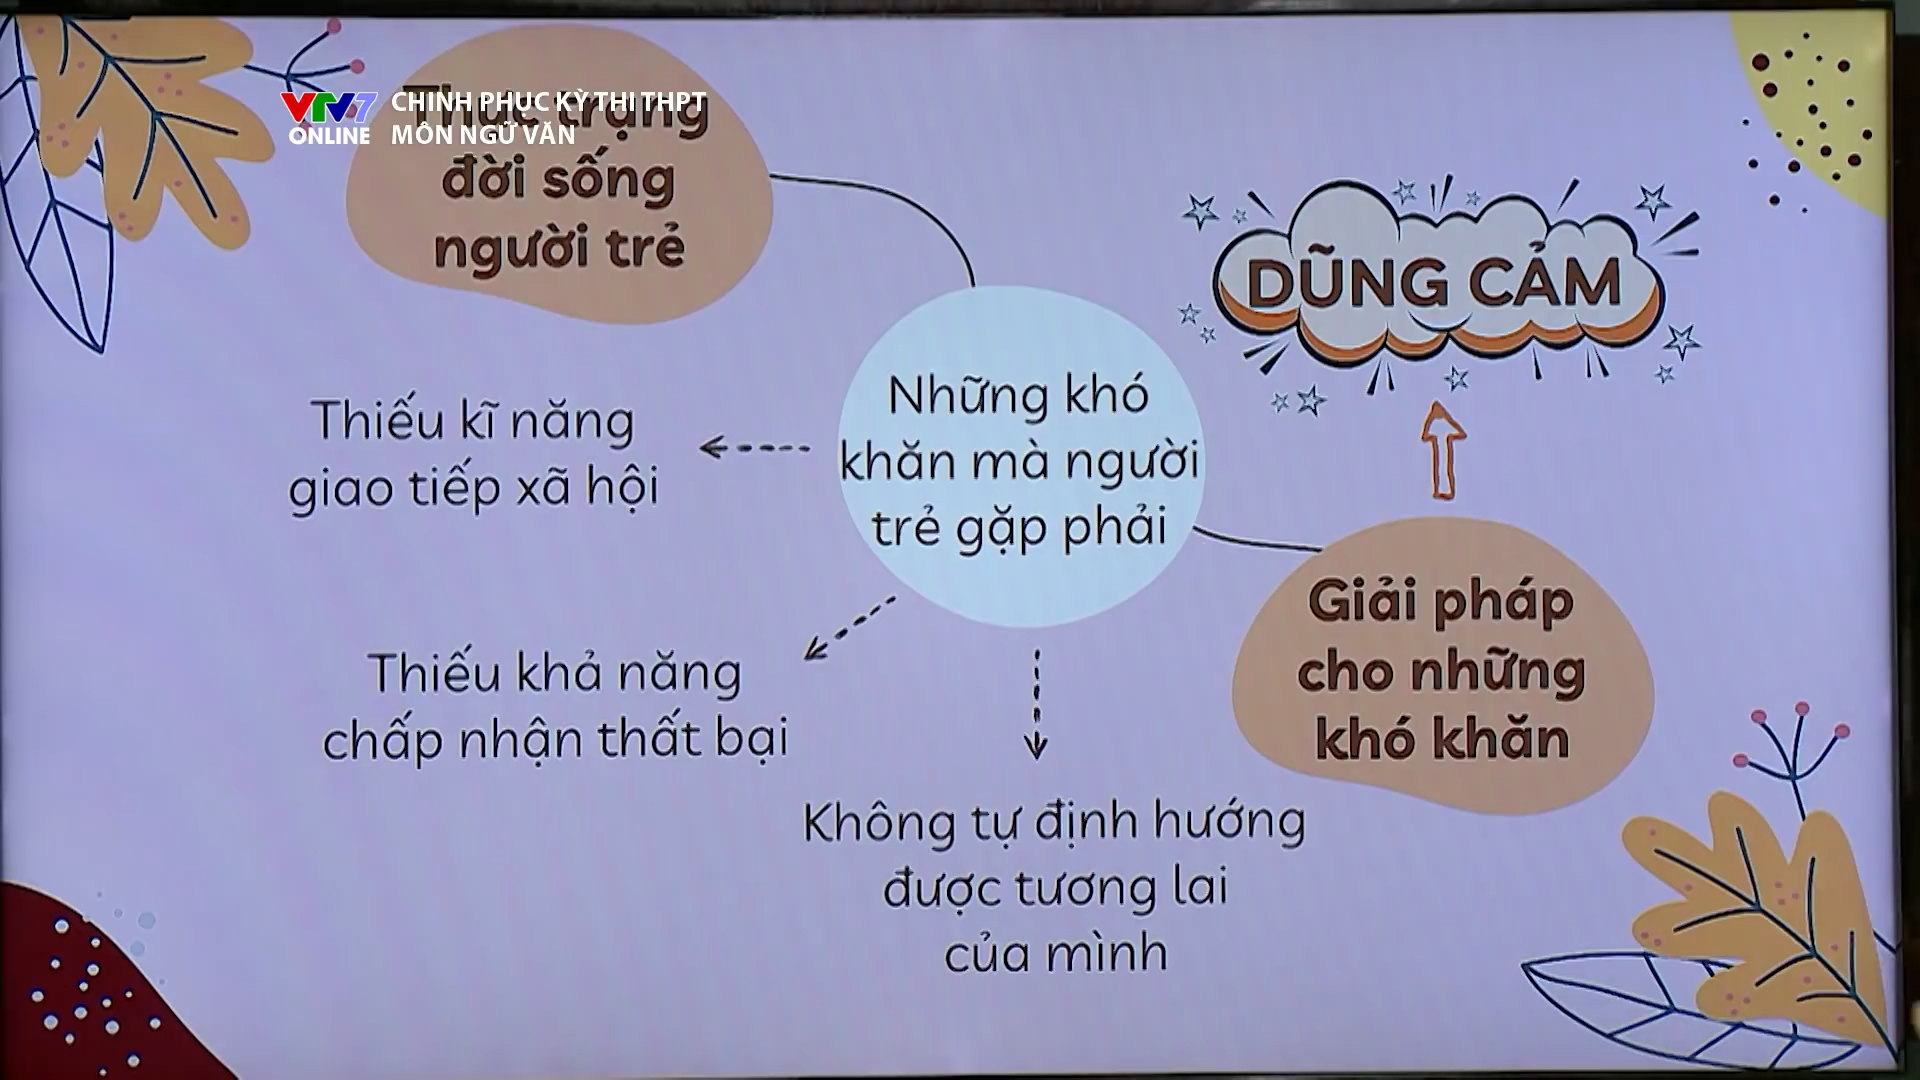 VTV7
ONLINE
CHINH PHỤC KỲ THI THPT
MÔN NGỮ VĂN
Thực trạng
đời sống
người trẻ
DŨNG CẢM
Những khó
khăn mà người
trẻ gặp phải
Thiếu kĩ năng
giao tiếp xã hội
Thiếu khả năng
chấp nhận thất bại
Không tự định hướng
được tương lai
của mình
Giải pháp
cho những
khó khăn